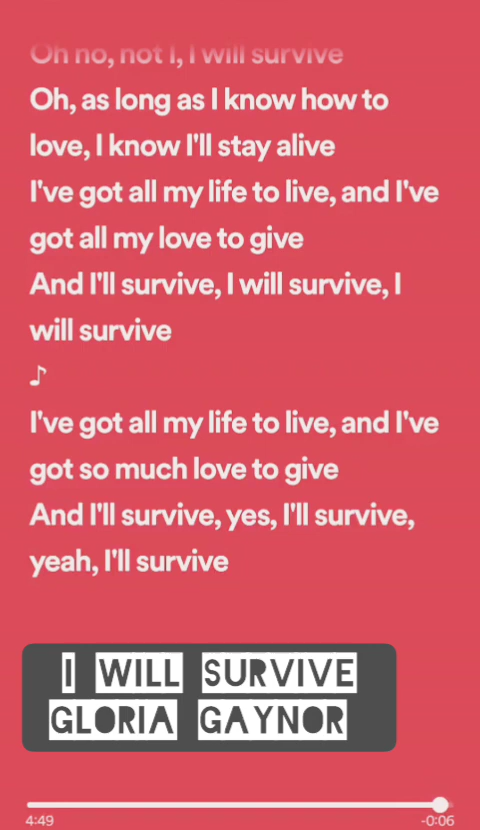 Oh no, not I, I will survive
Oh, as long as I know how to
love, I know I'll stay alive
I've got all my life to live, and I've
got all my love to give
And I'll survive, I will survive, I
will survive
♪
I've got all my life to live, and I've
got so much love to give
And I'll survive, yes, I'll survive,
yeah, I'll survive
I WILL SURVIVE
GLORIA GAYNOR
4:49 -0:06